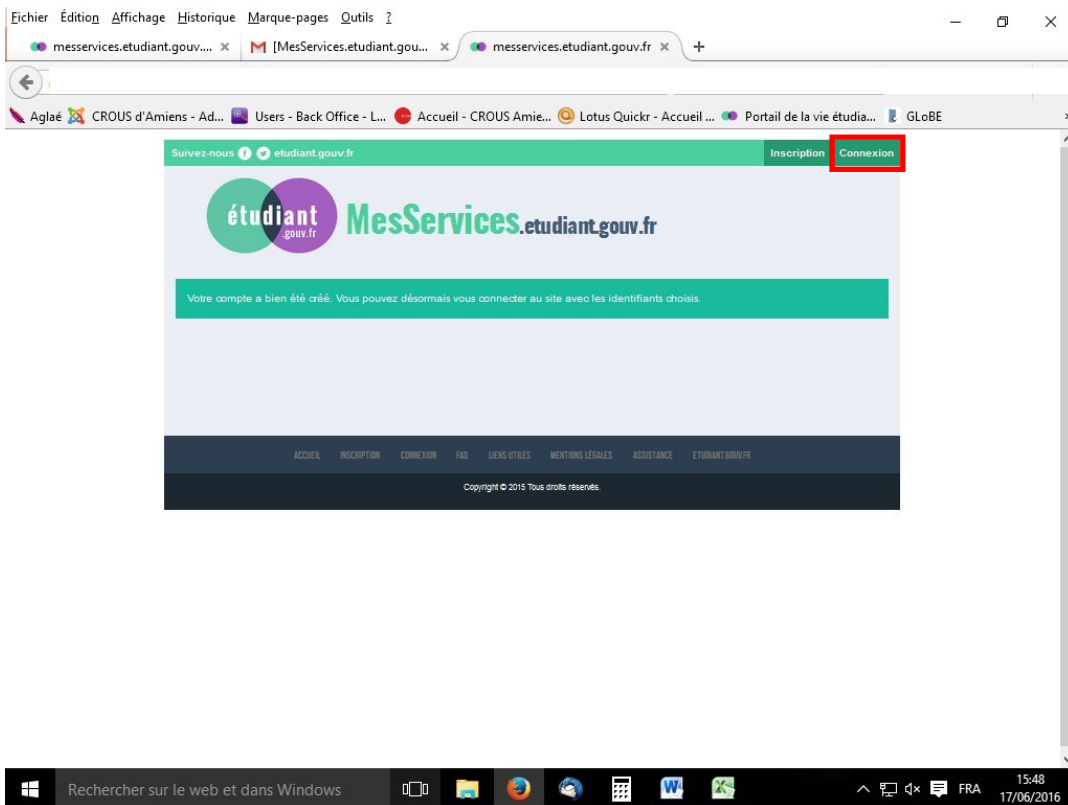 Fichier Édition Affichage Historique Marque-pages Outils ?
messervices.etudiant.gouv.... × [MesServices.etudiant.gou... × messervices.etudiant.gouv.fr × +
Aglaé CROUS d'Amiens - Ad... Users - Back Office - L... Accueil - CROUS Amie... Lotus Quickr - Accueil ... Portail de la vie étudia... GLoBE
Suivez-nous etudiant.gouv.fr Inscription Connexion
étudiant
.gouv.fr
MesServices.etudiant.gouv.fr
Votre compte a bien été créé. Vous pouvez désormais vous connecter au site avec les identifiants choisis.
ACCUEIL INSCRIPTION CONNEXION FAQ LIENS UTILES MENTIONS LÉGALES ASSISTANCE ETUDIANT.GOUV.FR
Copyright © 2015 Tous droits réservés.
Rechercher sur le web et dans Windows FRA 15:48
17/06/2016